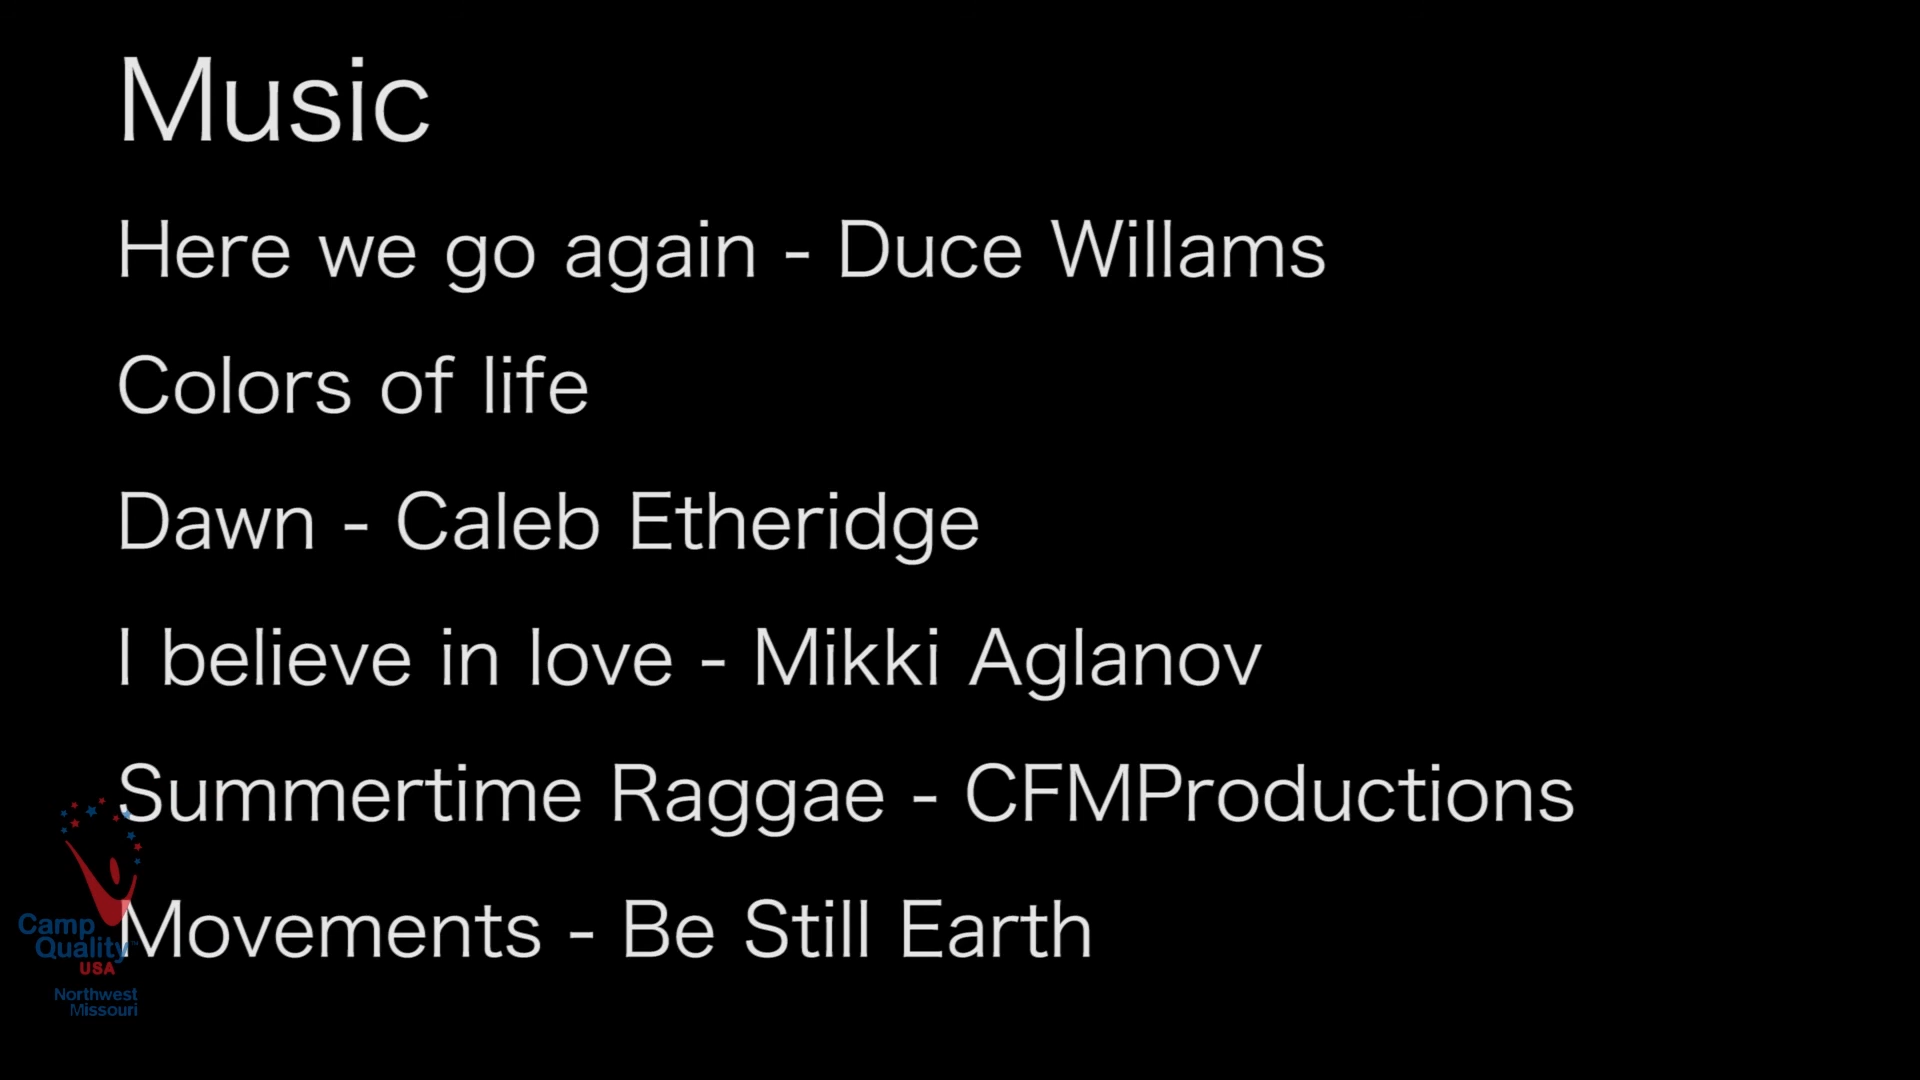 Music
Here we go again - Duce Willams
Colors of life
Dawn - Caleb Etheridge
I believe in love - Mikki Aglanov
Summertime Raggae - CFMProductions
Movements - Be Still Earth
Camp
Quality™
USA
Northwest
Missouri